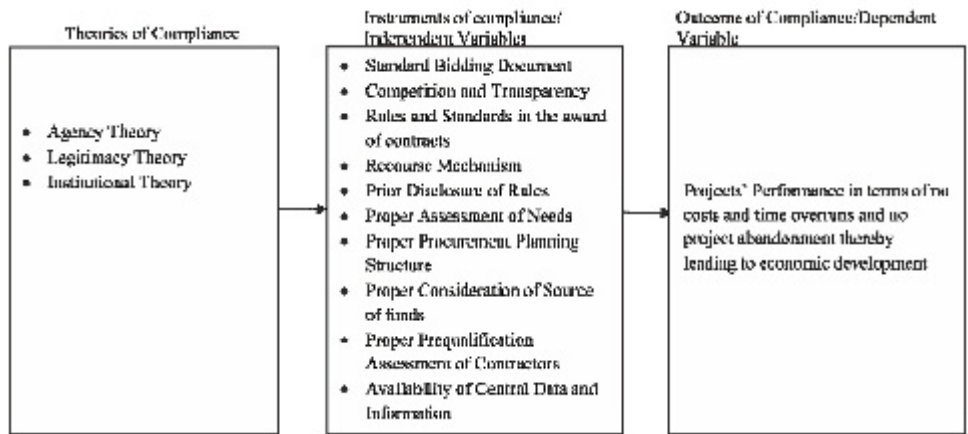 Theories of Compliance
Agency Theory
Legitimacy Theory
Institutional Theory
Instruments of compliance/
Independent Variables
Standard Bidding Document
Competition and Transparency
Rules and Standards in the award
of contracts
Recourse Mechanism
Prior Disclosure of Rules
Proper Assessment of Needs
Proper Procurement Planning
Structure
Proper Consideration of Source
of funds
Proper Prequalification
Assessment of Contractors
Availability of Central Data and
Information
Outcome of Compliance/Dependent
Variable
Projects' Performance in terms of no
costs and time overruns and no
project abandonment thereby
leading to economic development